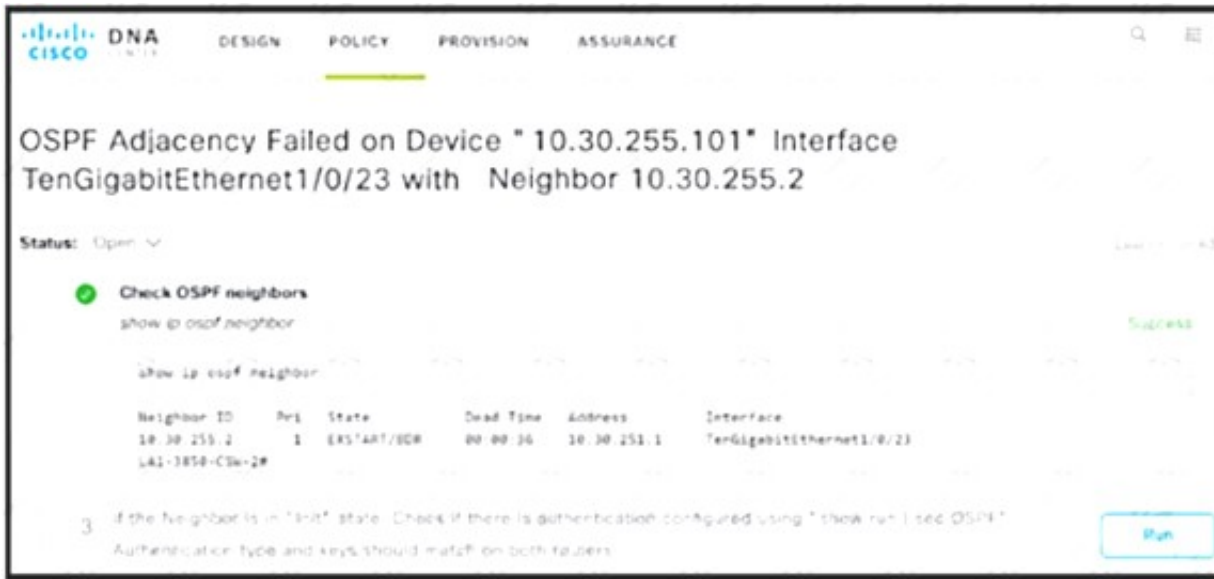 CISCO DNA CENTER DESIGN POLICY PROVISION ASSURANCE
OSPF Adjacency Failed on Device "10.30.255.101" Interface
TenGigabitEthernet1/0/23 with Neighbor 10.30.255.2
Status: Open
Check OSPF neighbors
show ip ospf neighbor
Success
show ip ospf neighbor
Neighbor ID Pri State Dead Time Address Interface
10.30.255.2 1 EXSTART/BDR 00:00:36 10.30.251.1 TenGigabitEthernet1/0/23
LA1-3850-CSW-2#
3 If the Neighbor is in "Init" state. Check if there is authentication configured using "show run | sec OSPF"
Authentication type and keys should match on both routers
Run